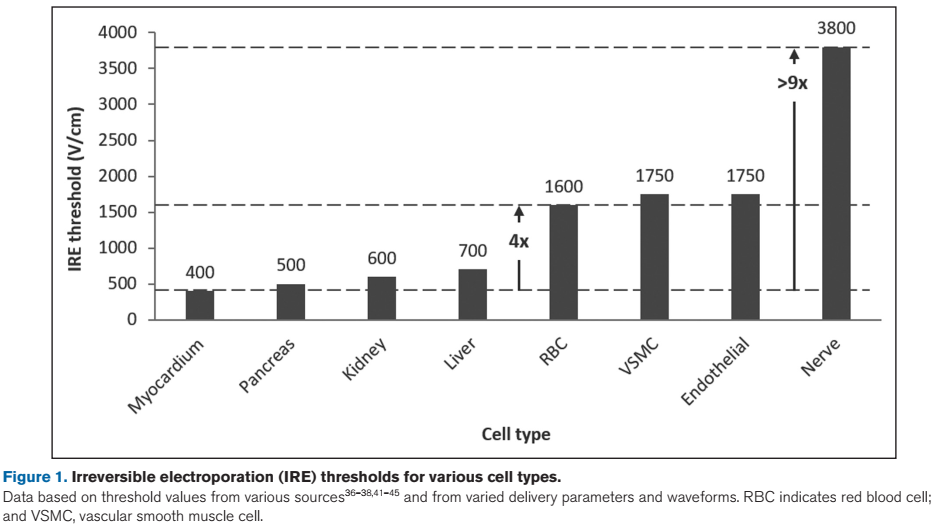 4000
3500
3000
2500
2000
1500
1000
500
0
IRE threshold (V/cm)
400
500
600
700
4x
1600
1750
1750
>9x
3800
Myocardium
Pancreas
Kidney
Liver
RBC
VSMC
Endothelial
Nerve
Cell type
Figure 1. Irreversible electroporation (IRE) thresholds for various cell types.
Data based on threshold values from various sources36–38,41–45 and from varied delivery parameters and waveforms. RBC indicates red blood cell;
and VSMC, vascular smooth muscle cell.